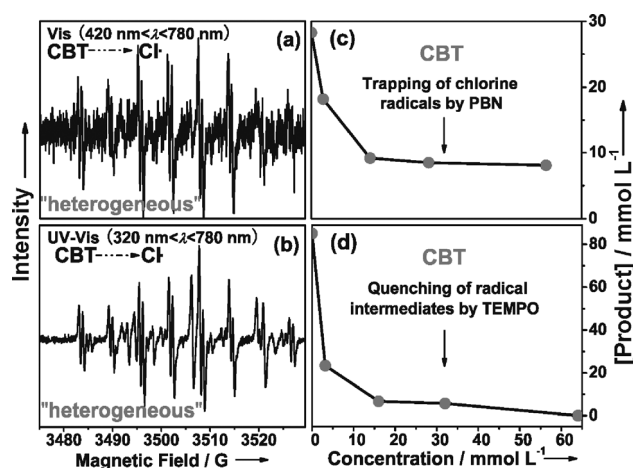 Vis (420 nm<λ<780 nm) (a)
CBT Cl·
"heterogeneous"
UV-Vis (320 nm<λ<780 nm)
(b)
CBT Cl·
"heterogeneous"
Intensity
3480 3490 3500 3510 3520
Magnetic Field / G
(c)
CBT
Trapping of chlorine
radicals by PBN
30
20
10
0
(d)
CBT
Quenching of radical
intermediates by TEMPO
80
60
40
20
0
[Product] / mmol L⁻¹
0 10 20 30 40 50 60
Concentration / mmol L⁻¹